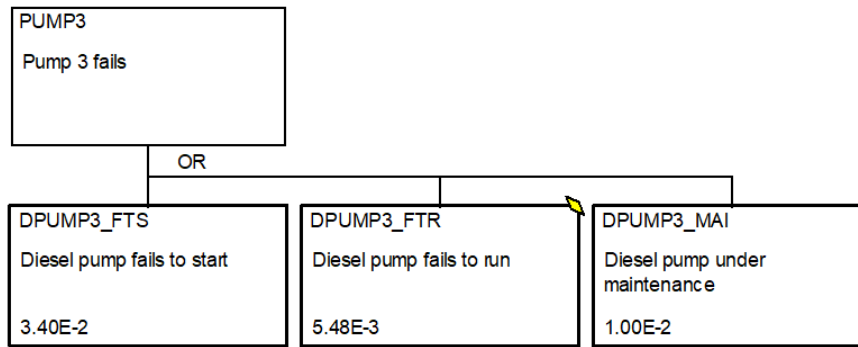 PUMP3
Pump 3 fails
OR
DPUMP3_FTS
Diesel pump fails to start
3.40E-2
DPUMP3_FTR
Diesel pump fails to run
5.48E-3
DPUMP3_MAI
Diesel pump under
maintenance
1.00E-2